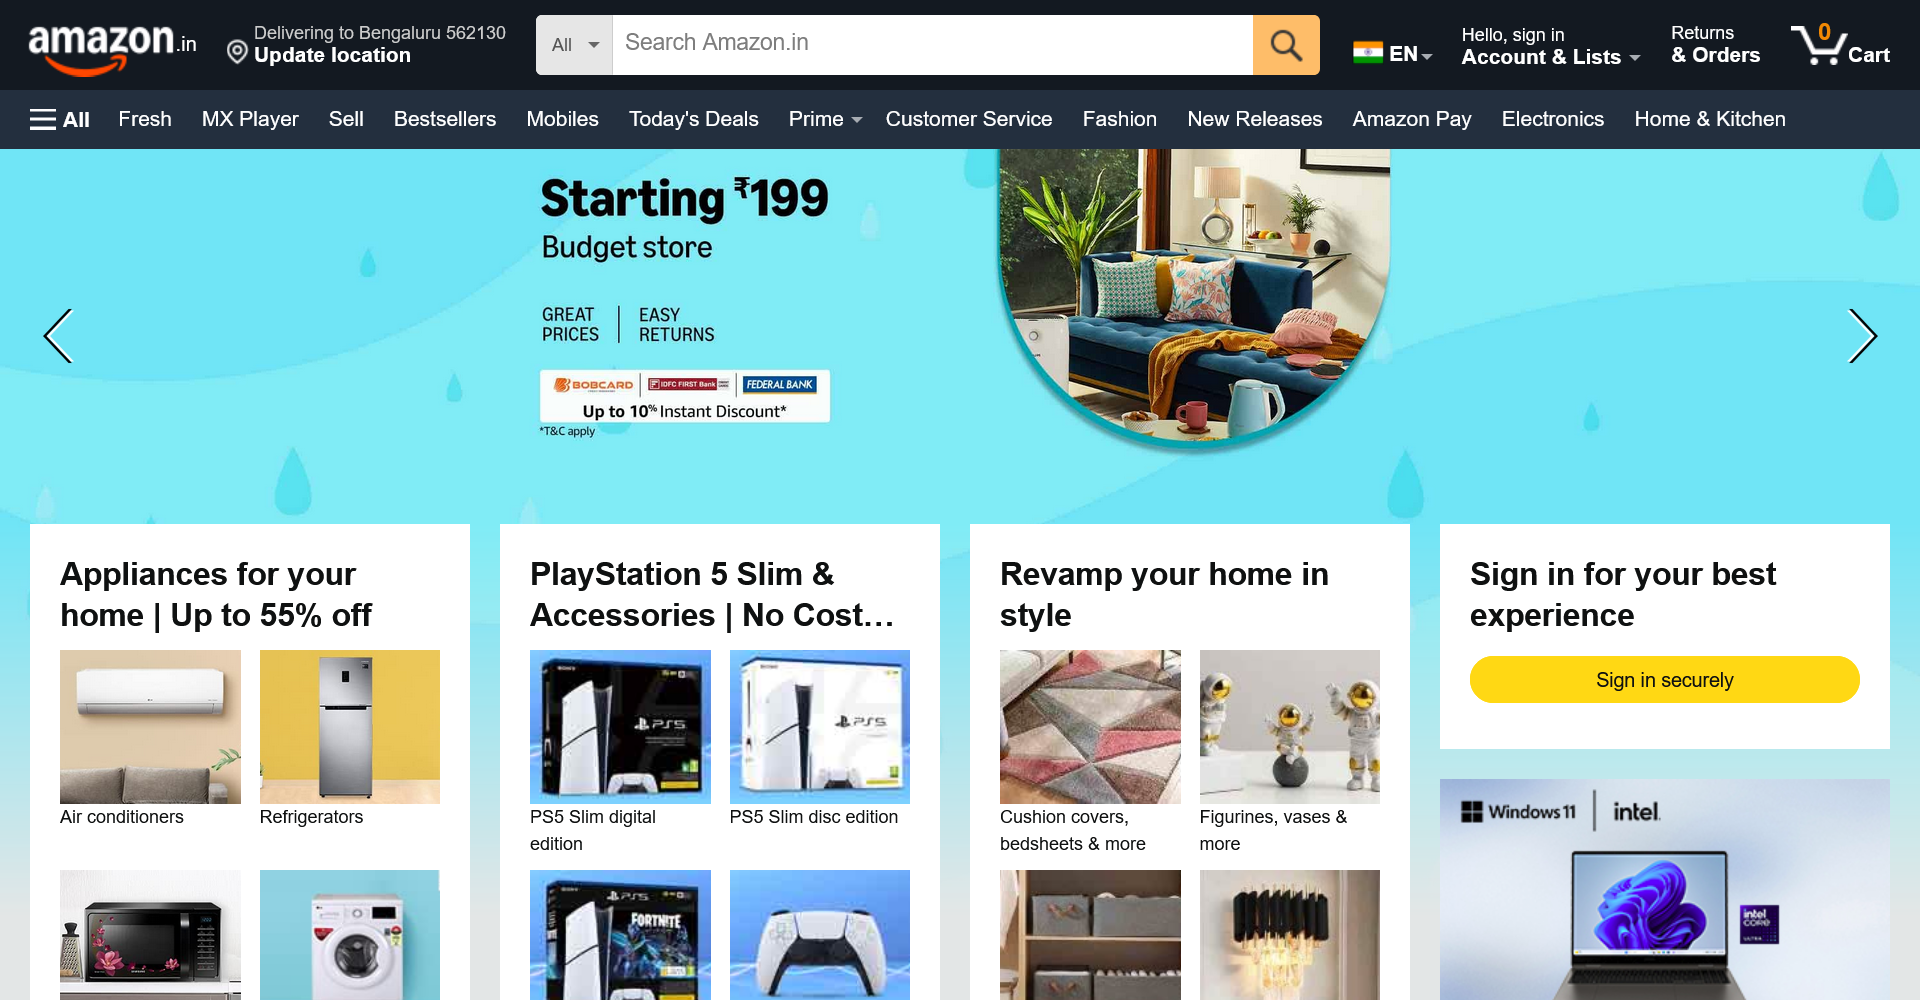 amazon.in
Delivering to Bengaluru 562130
Update location
All
Search Amazon.in
EN
Hello, sign in
Account & Lists
Returns
& Orders
0
Cart
All
Fresh
MX Player
Sell
Bestsellers
Mobiles
Today's Deals
Prime
Customer Service
Fashion
New Releases
Amazon Pay
Electronics
Home & Kitchen
Starting ₹199
Budget store
GREAT PRICES
EASY RETURNS
BOBCARD
IDFC FIRST Bank
FEDERAL BANK
Up to 10% Instant Discount*
*T&C apply
Appliances for your
home | Up to 55% off
Air conditioners
Refrigerators
PlayStation 5 Slim &
Accessories | No Cost…
SONY
PS5
PS5
PS5 Slim digital
edition
PS5 Slim disc edition
PS5
FORTNITE
Revamp your home in
style
Cushion covers,
bedsheets & more
Figurines, vases &
more
Sign in for your best
experience
Sign in securely
Windows 11
intel.
intel
CORE
ULTRA